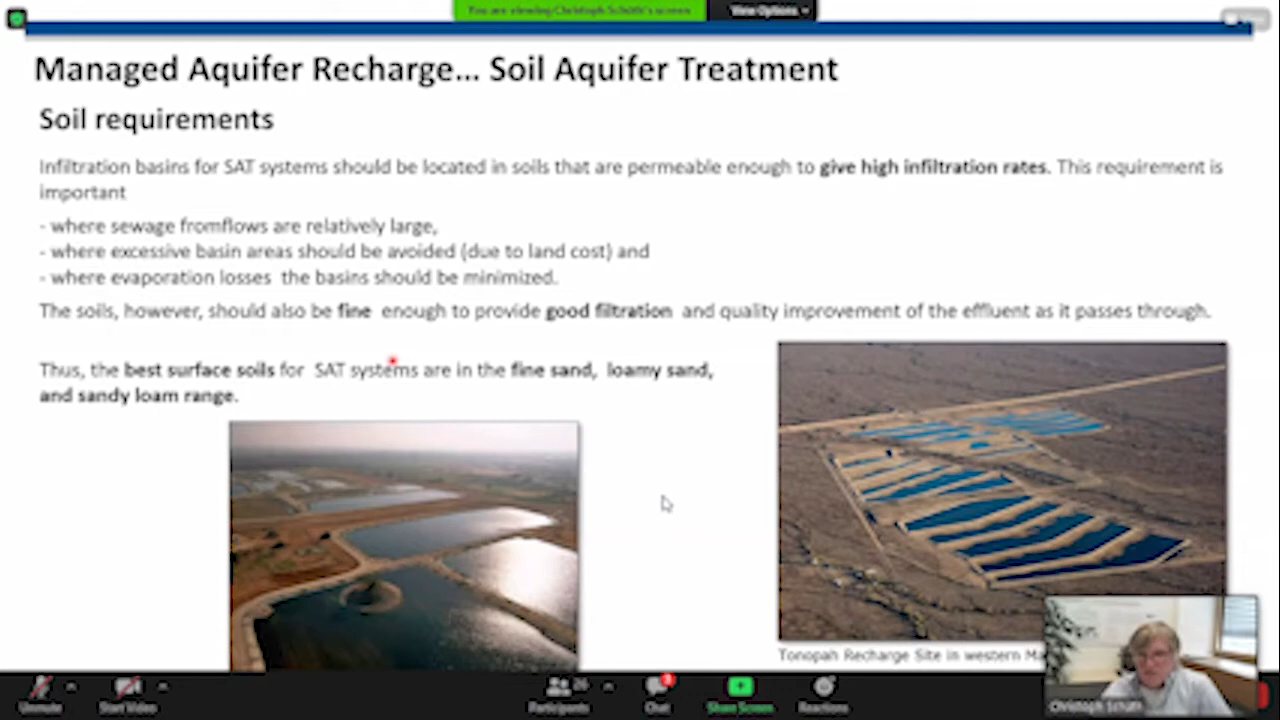 You are viewing Christoph Schüth's screen
View Options
Managed Aquifer Recharge... Soil Aquifer Treatment
Soil requirements
Infiltration basins for SAT systems should be located in soils that are permeable enough to give high infiltration rates. This requirement is
important
- where sewage fromflows are relatively large,
- where excessive basin areas should be avoided (due to land cost) and
- where evaporation losses the basins should be minimized.
The soils, however, should also be fine enough to provide good filtration and quality improvement of the effluent as it passes through.
Thus, the best surface soils for SAT systems are in the fine sand, loamy sand,
and sandy loam range.
Tonopah Recharge Site in western Ma
Christoph Schüth
Unmute
Start Video
Participants
26
Chat
3
Share Screen
Reactions